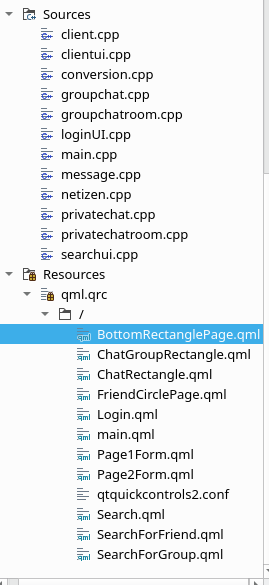 Sources
client.cpp
clientui.cpp
conversion.cpp
groupchat.cpp
groupchatroom.cpp
loginUI.cpp
main.cpp
message.cpp
netizen.cpp
privatechat.cpp
privatechatroom.cpp
searchui.cpp
Resources
qml.qrc
/
BottomRectanglePage.qml
ChatGroupRectangle.qml
ChatRectangle.qml
FriendCirclePage.qml
Login.qml
main.qml
Page1Form.qml
Page2Form.qml
qtquickcontrols2.conf
Search.qml
SearchForFriend.qml
SearchForGroup.qml